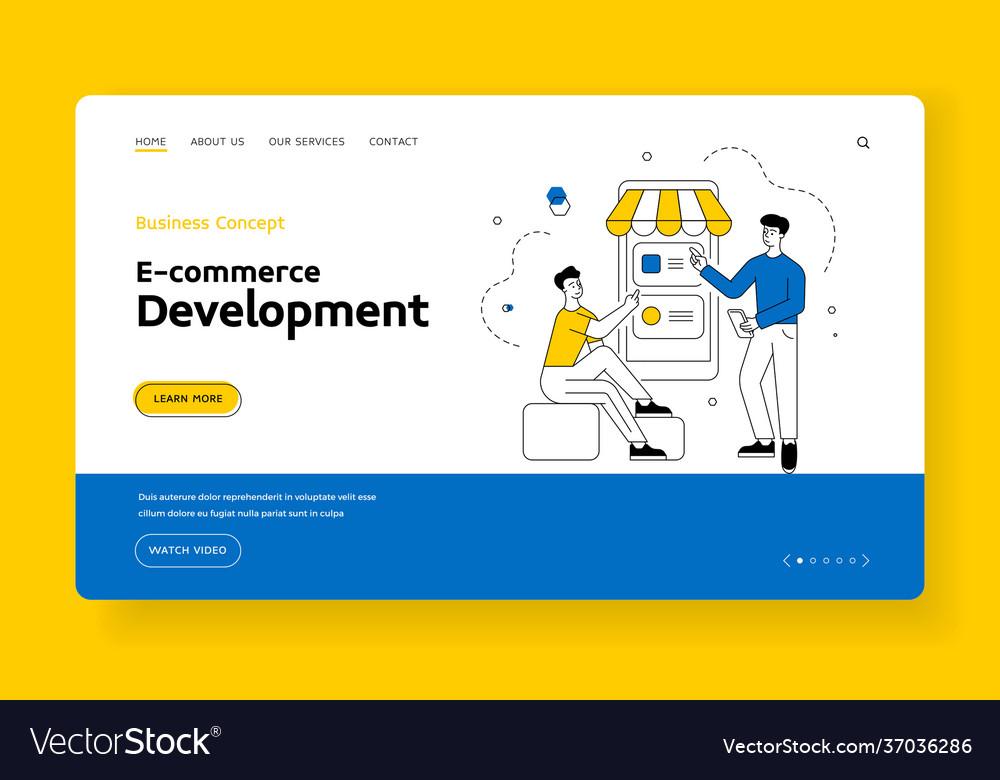 HOME ABOUT US OUR SERVICES CONTACT
Business Concept
E-commerce
Development
LEARN MORE
Duis auterure dolor reprehenderit in voluptate velit esse
cillum dolore eu fugiat nulla pariat sunt in culpa
WATCH VIDEO
VectorStock®
VectorStock.com/37036286